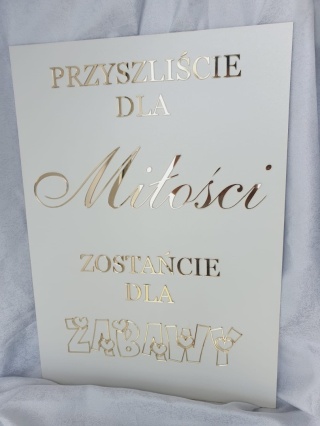 PRZYSZLIŚCIE
DLA
Miłości
ZOSTAŃCIE
DLA
ZABAWY